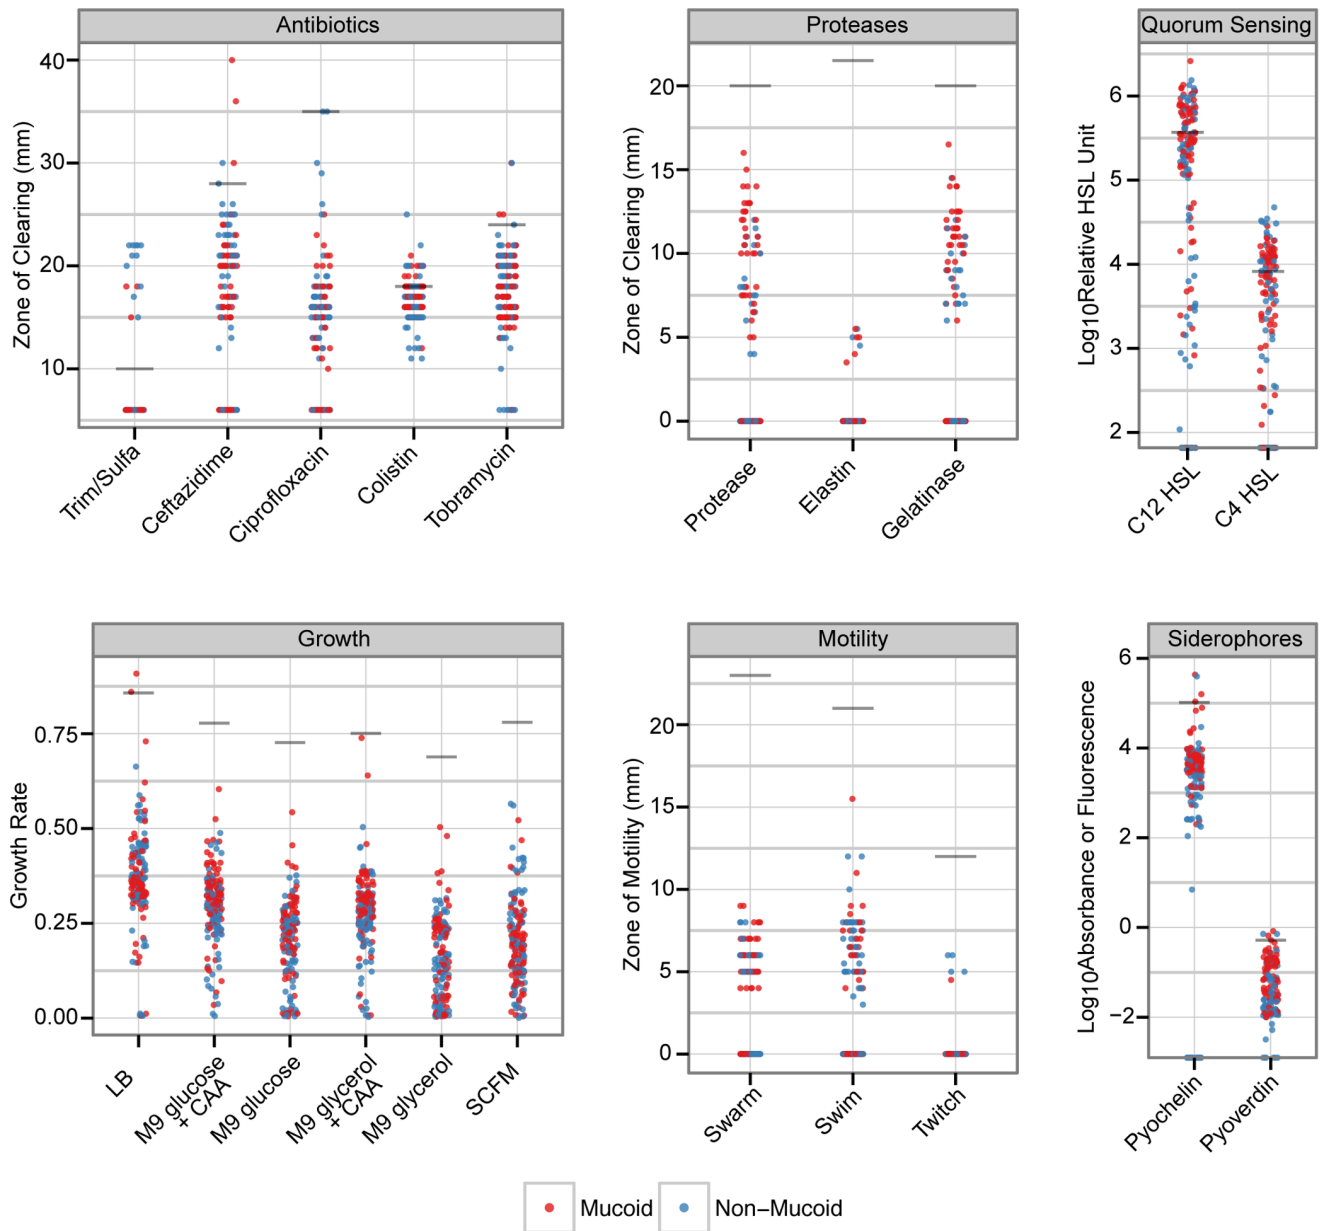 Antibiotics
Zone of Clearing (mm)
40
30
20
10
Trim/Sulfa
Ceftazidime
Ciprofloxacin
Colistin
Tobramycin
Proteases
Zone of Clearing (mm)
20
15
10
5
0
Protease
Elastin
Gelatinase
Quorum Sensing
Log10Relative HSL Unit
6
5
4
3
2
C12 HSL
C4 HSL
Growth
Growth Rate
0.75
0.50
0.25
0.00
LB
M9 glucose
+ CAA
M9 glucose
M9 glycerol
+ CAA
M9 glycerol
SCFM
Motility
Zone of Motility (mm)
20
15
10
5
0
Swarm
Swim
Twitch
Siderophores
Log10Absorbance or Fluorescence
6
4
2
0
−2
Pyochelin
Pyoverdin
Mucoid
Non−Mucoid